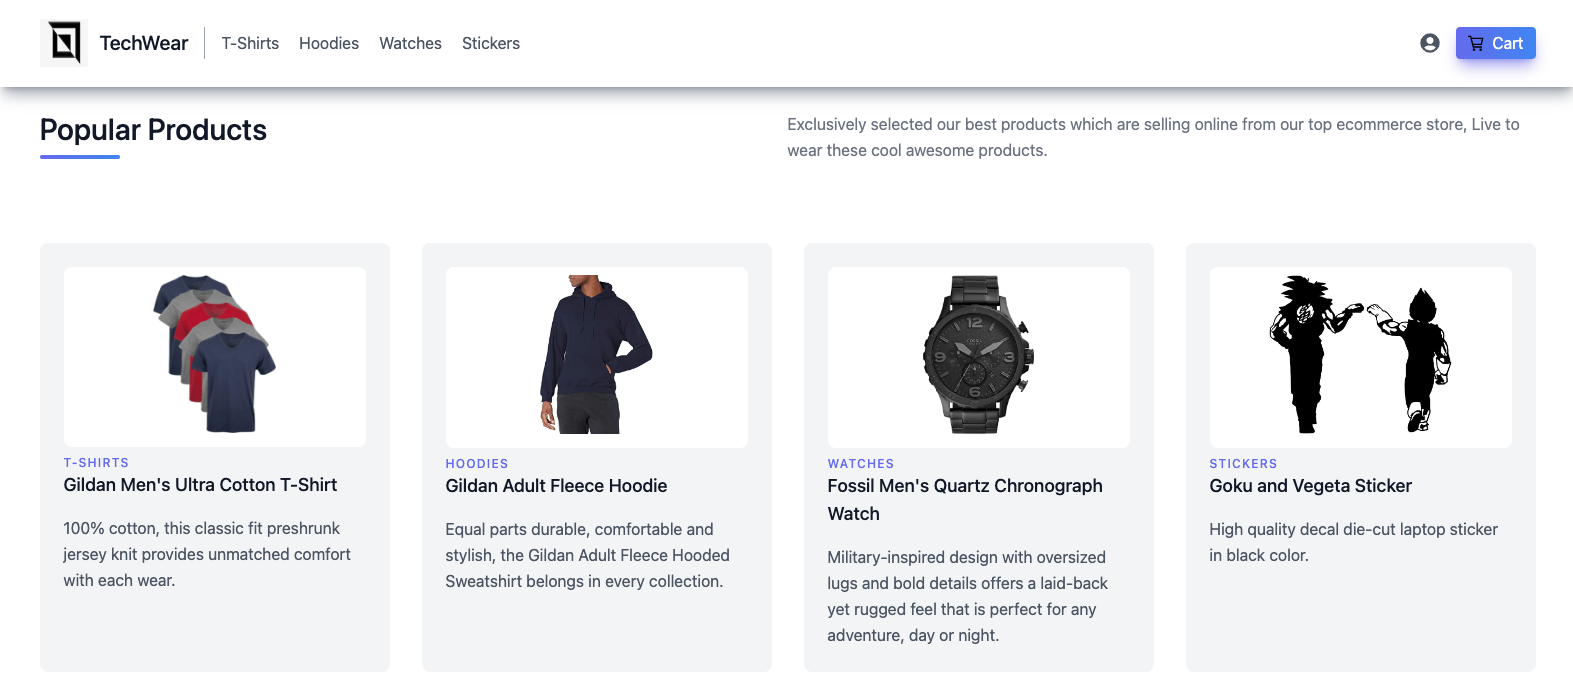 TechWear
T-Shirts
Hoodies
Watches
Stickers
Cart
Popular Products
Exclusively selected our best products which are selling online from our top ecommerce store, Live to
wear these cool awesome products.
T-SHIRTS
Gildan Men's Ultra Cotton T-Shirt
100% cotton, this classic fit preshrunk
jersey knit provides unmatched comfort
with each wear.
HOODIES
Gildan Adult Fleece Hoodie
Equal parts durable, comfortable and
stylish, the Gildan Adult Fleece Hooded
Sweatshirt belongs in every collection.
12
9
3
6
FOSSIL
WATCHES
Fossil Men's Quartz Chronograph
Watch
Military-inspired design with oversized
lugs and bold details offers a laid-back
yet rugged feel that is perfect for any
adventure, day or night.
STICKERS
Goku and Vegeta Sticker
High quality decal die-cut laptop sticker
in black color.